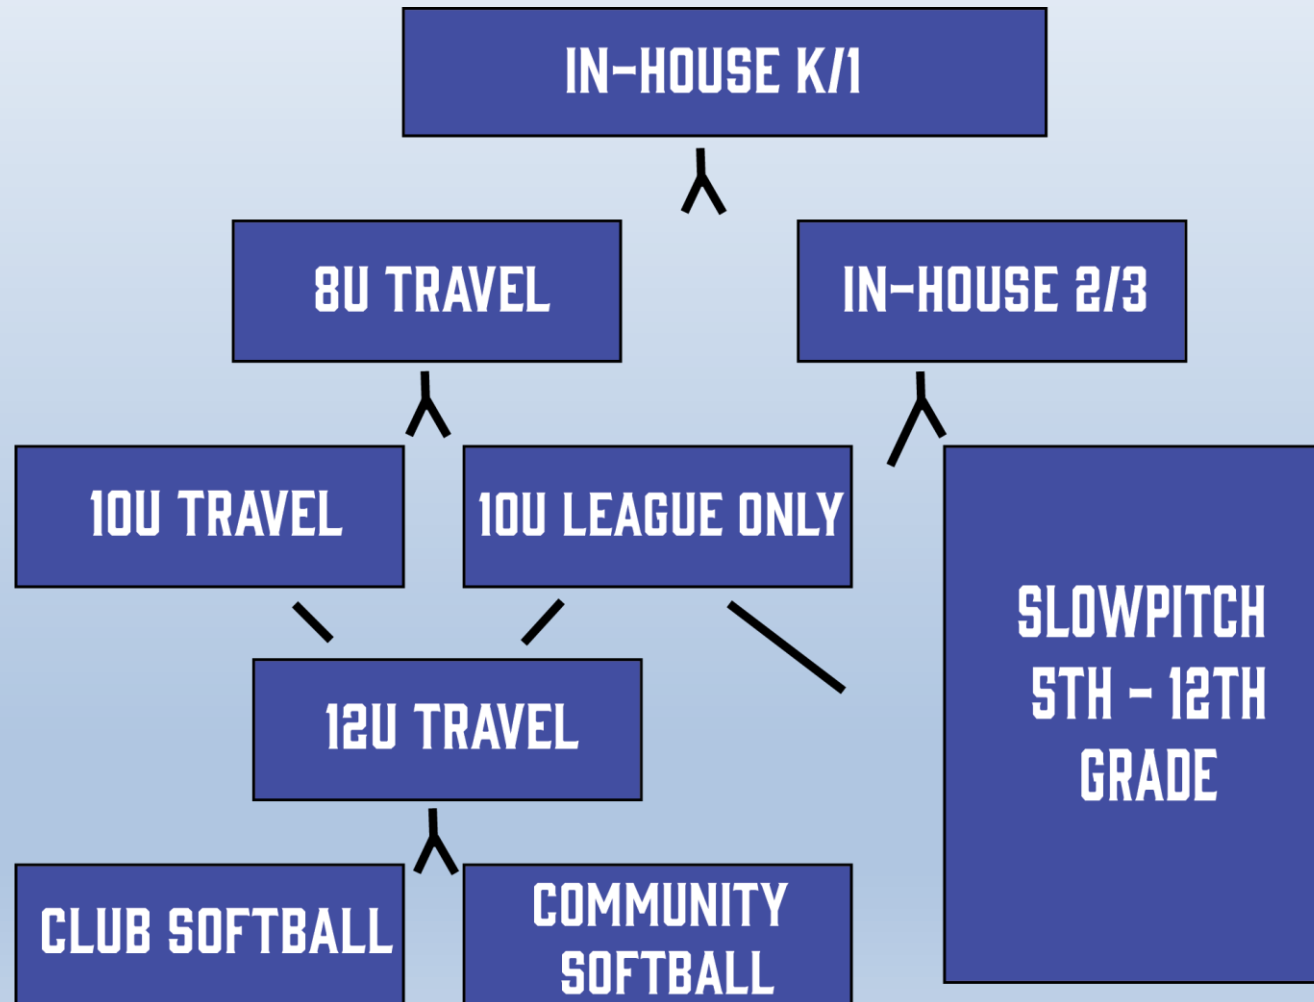 IN-HOUSE K/1
8U TRAVEL
IN-HOUSE 2/3
10U TRAVEL
10U LEAGUE ONLY
SLOWPITCH
5TH - 12TH
GRADE
12U TRAVEL
CLUB SOFTBALL
COMMUNITY
SOFTBALL